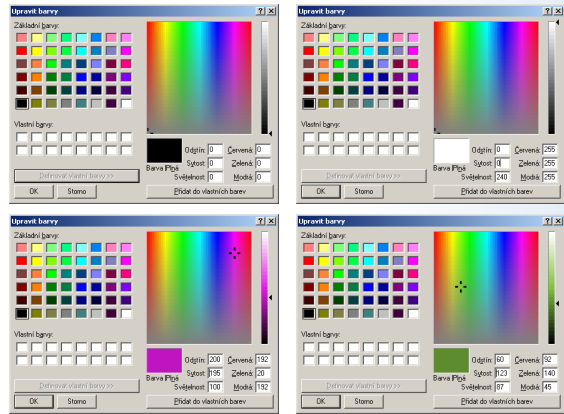 Upravit barvy
Základní barvy:
Vlastní barvy:
Definovat vlastní barvy >>
OK Storno
Barva|Plná
Odstín: 0 Červená: 0
Sytost: 0 Zelená: 0
Světelnost: 0 Modrá: 0
Přidat do vlastních barev
Upravit barvy
Základní barvy:
Vlastní barvy:
Definovat vlastní barvy >>
OK Storno
Barva|Plná
Odstín: 0 Červená: 255
Sytost: 0 Zelená: 255
Světelnost: 240 Modrá: 255
Přidat do vlastních barev
Upravit barvy
Základní barvy:
Vlastní barvy:
Definovat vlastní barvy >>
OK Storno
Barva|Plná
Odstín: 200 Červená: 192
Sytost: 195 Zelená: 20
Světelnost: 100 Modrá: 192
Přidat do vlastních barev
Upravit barvy
Základní barvy:
Vlastní barvy:
Definovat vlastní barvy >>
OK Storno
Barva|Plná
Odstín: 60 Červená: 92
Sytost: 123 Zelená: 140
Světelnost: 87 Modrá: 45
Přidat do vlastních barev